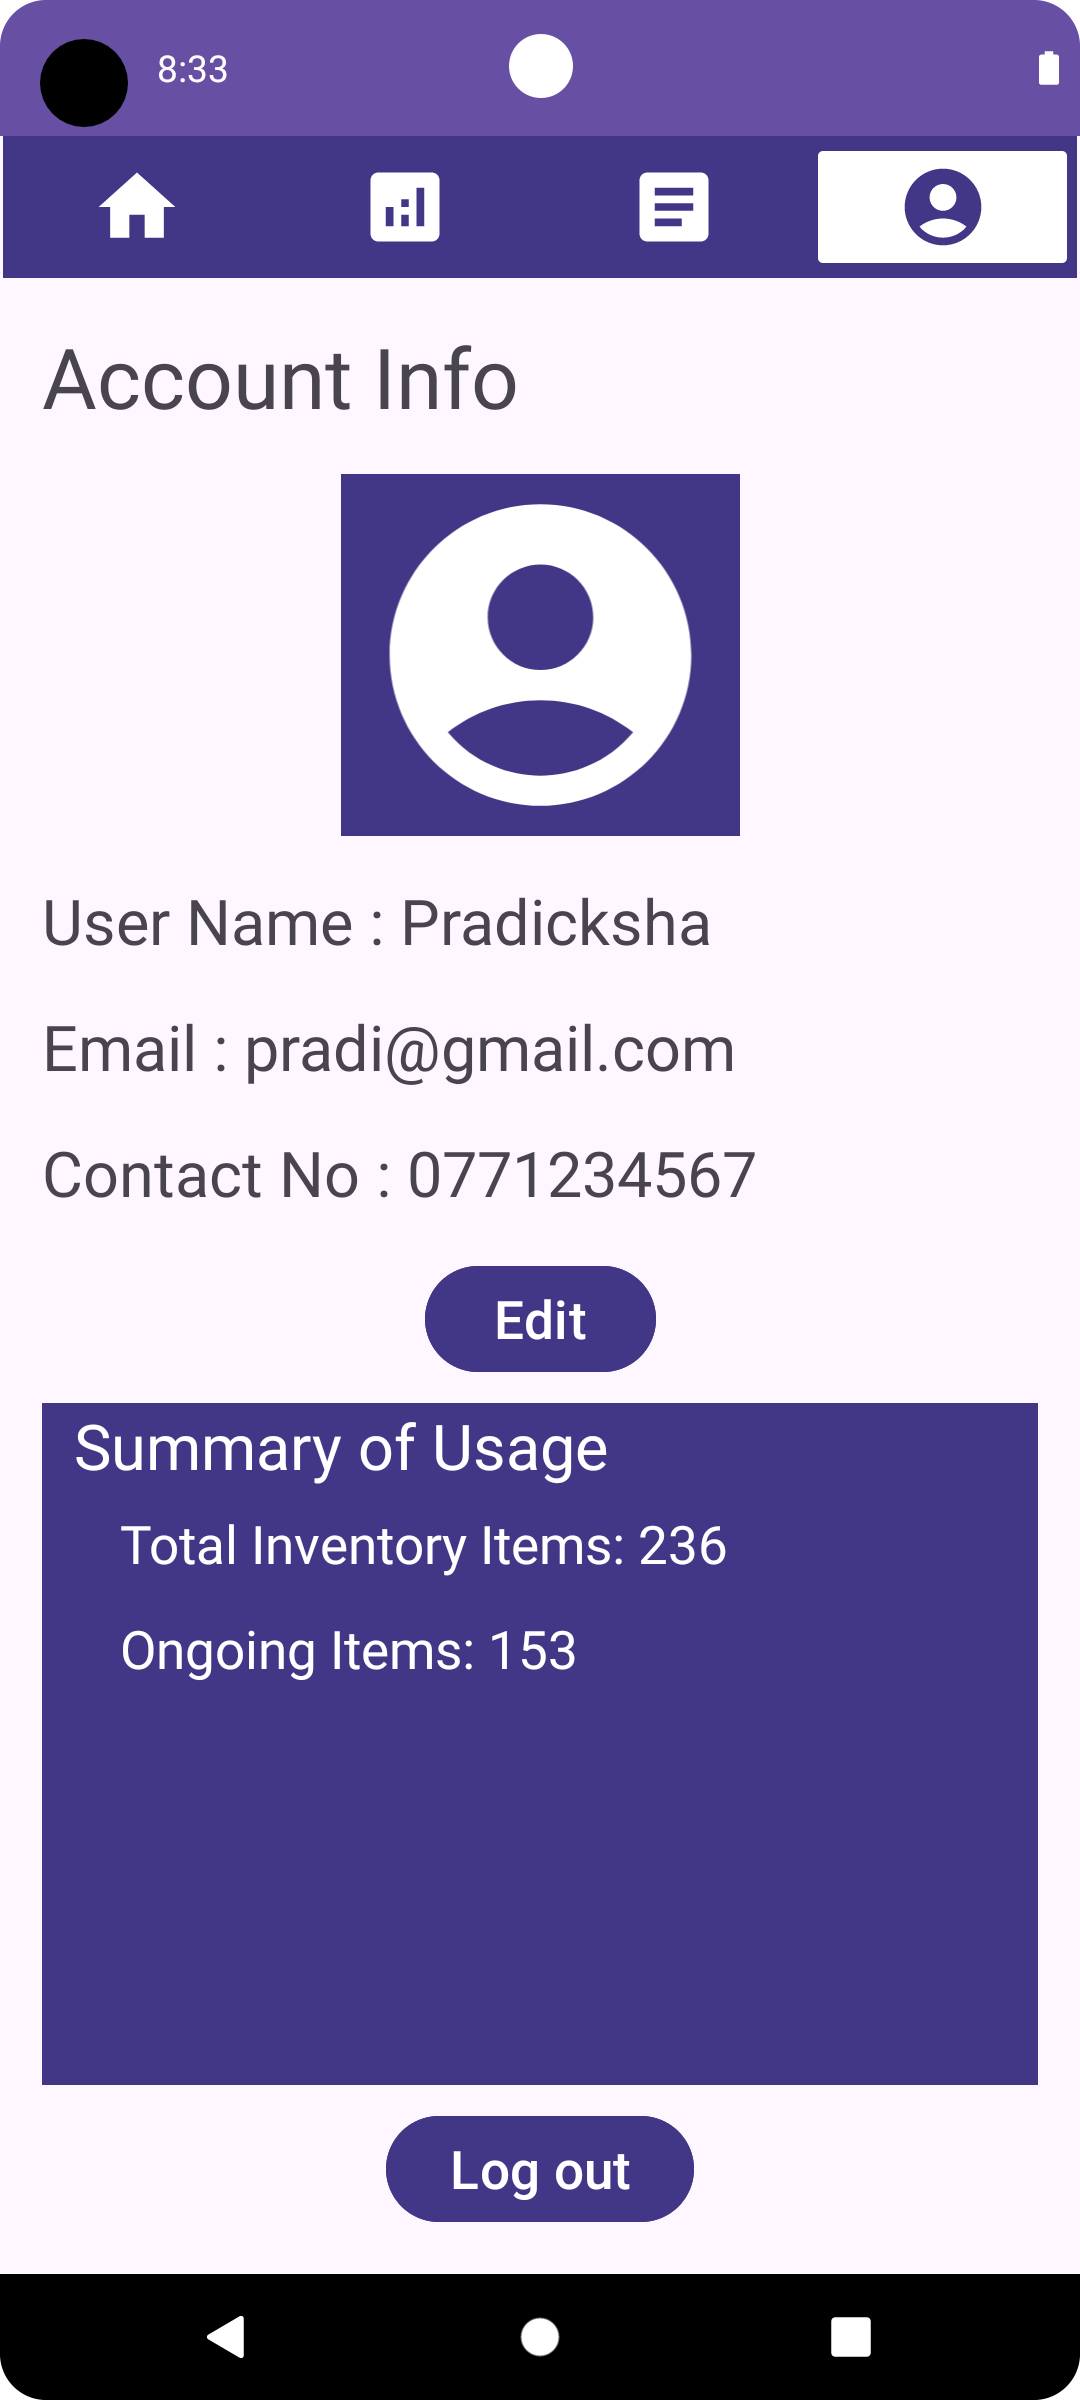 8:33
Account Info
User Name : Pradicksha
Email : pradi@gmail.com
Contact No : 0771234567
Edit
Summary of Usage
Total Inventory Items: 236
Ongoing Items: 153
Log out